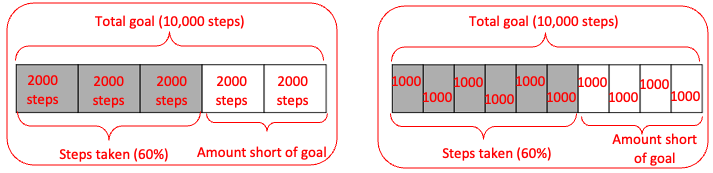 Total goal (10,000 steps)
2000 2000 2000 2000 2000
steps steps steps steps steps
Steps taken (60%) Amount short of goal
Total goal (10,000 steps)
1000 1000 1000 1000 1000
1000 1000 1000 1000 1000
Steps taken (60%) Amount short
of goal